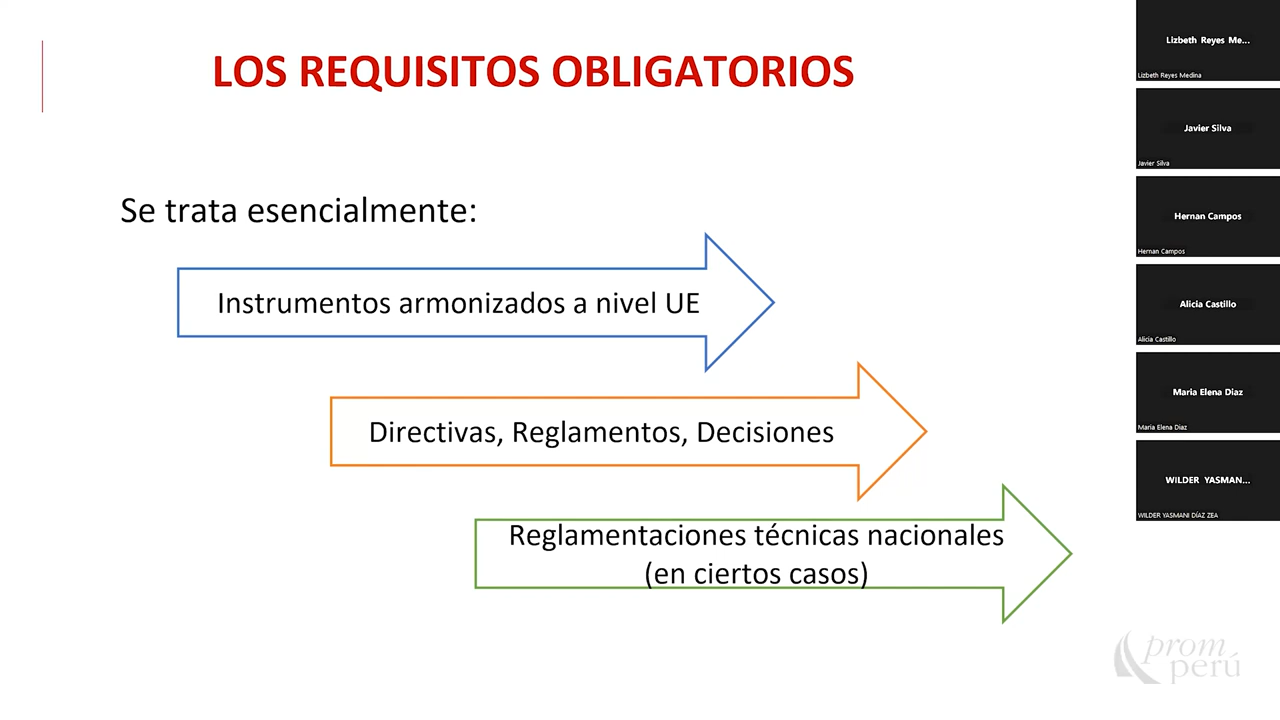 LOS REQUISITOS OBLIGATORIOS
Se trata esencialmente:
Instrumentos armonizados a nivel UE
Directivas, Reglamentos, Decisiones
Reglamentaciones técnicas nacionales
(en ciertos casos)
Lizbeth Reyes Me...
Lizbeth Reyes Medina
Javier Silva
Javier Silva
Hernan Campos
Hernan Campos
Alicia Castillo
Alicia Castillo
Maria Elena Diaz
Maria Elena Diaz
WILDER YASMAN...
WILDER YASMANI DÍAZ ZEA
prom
perú